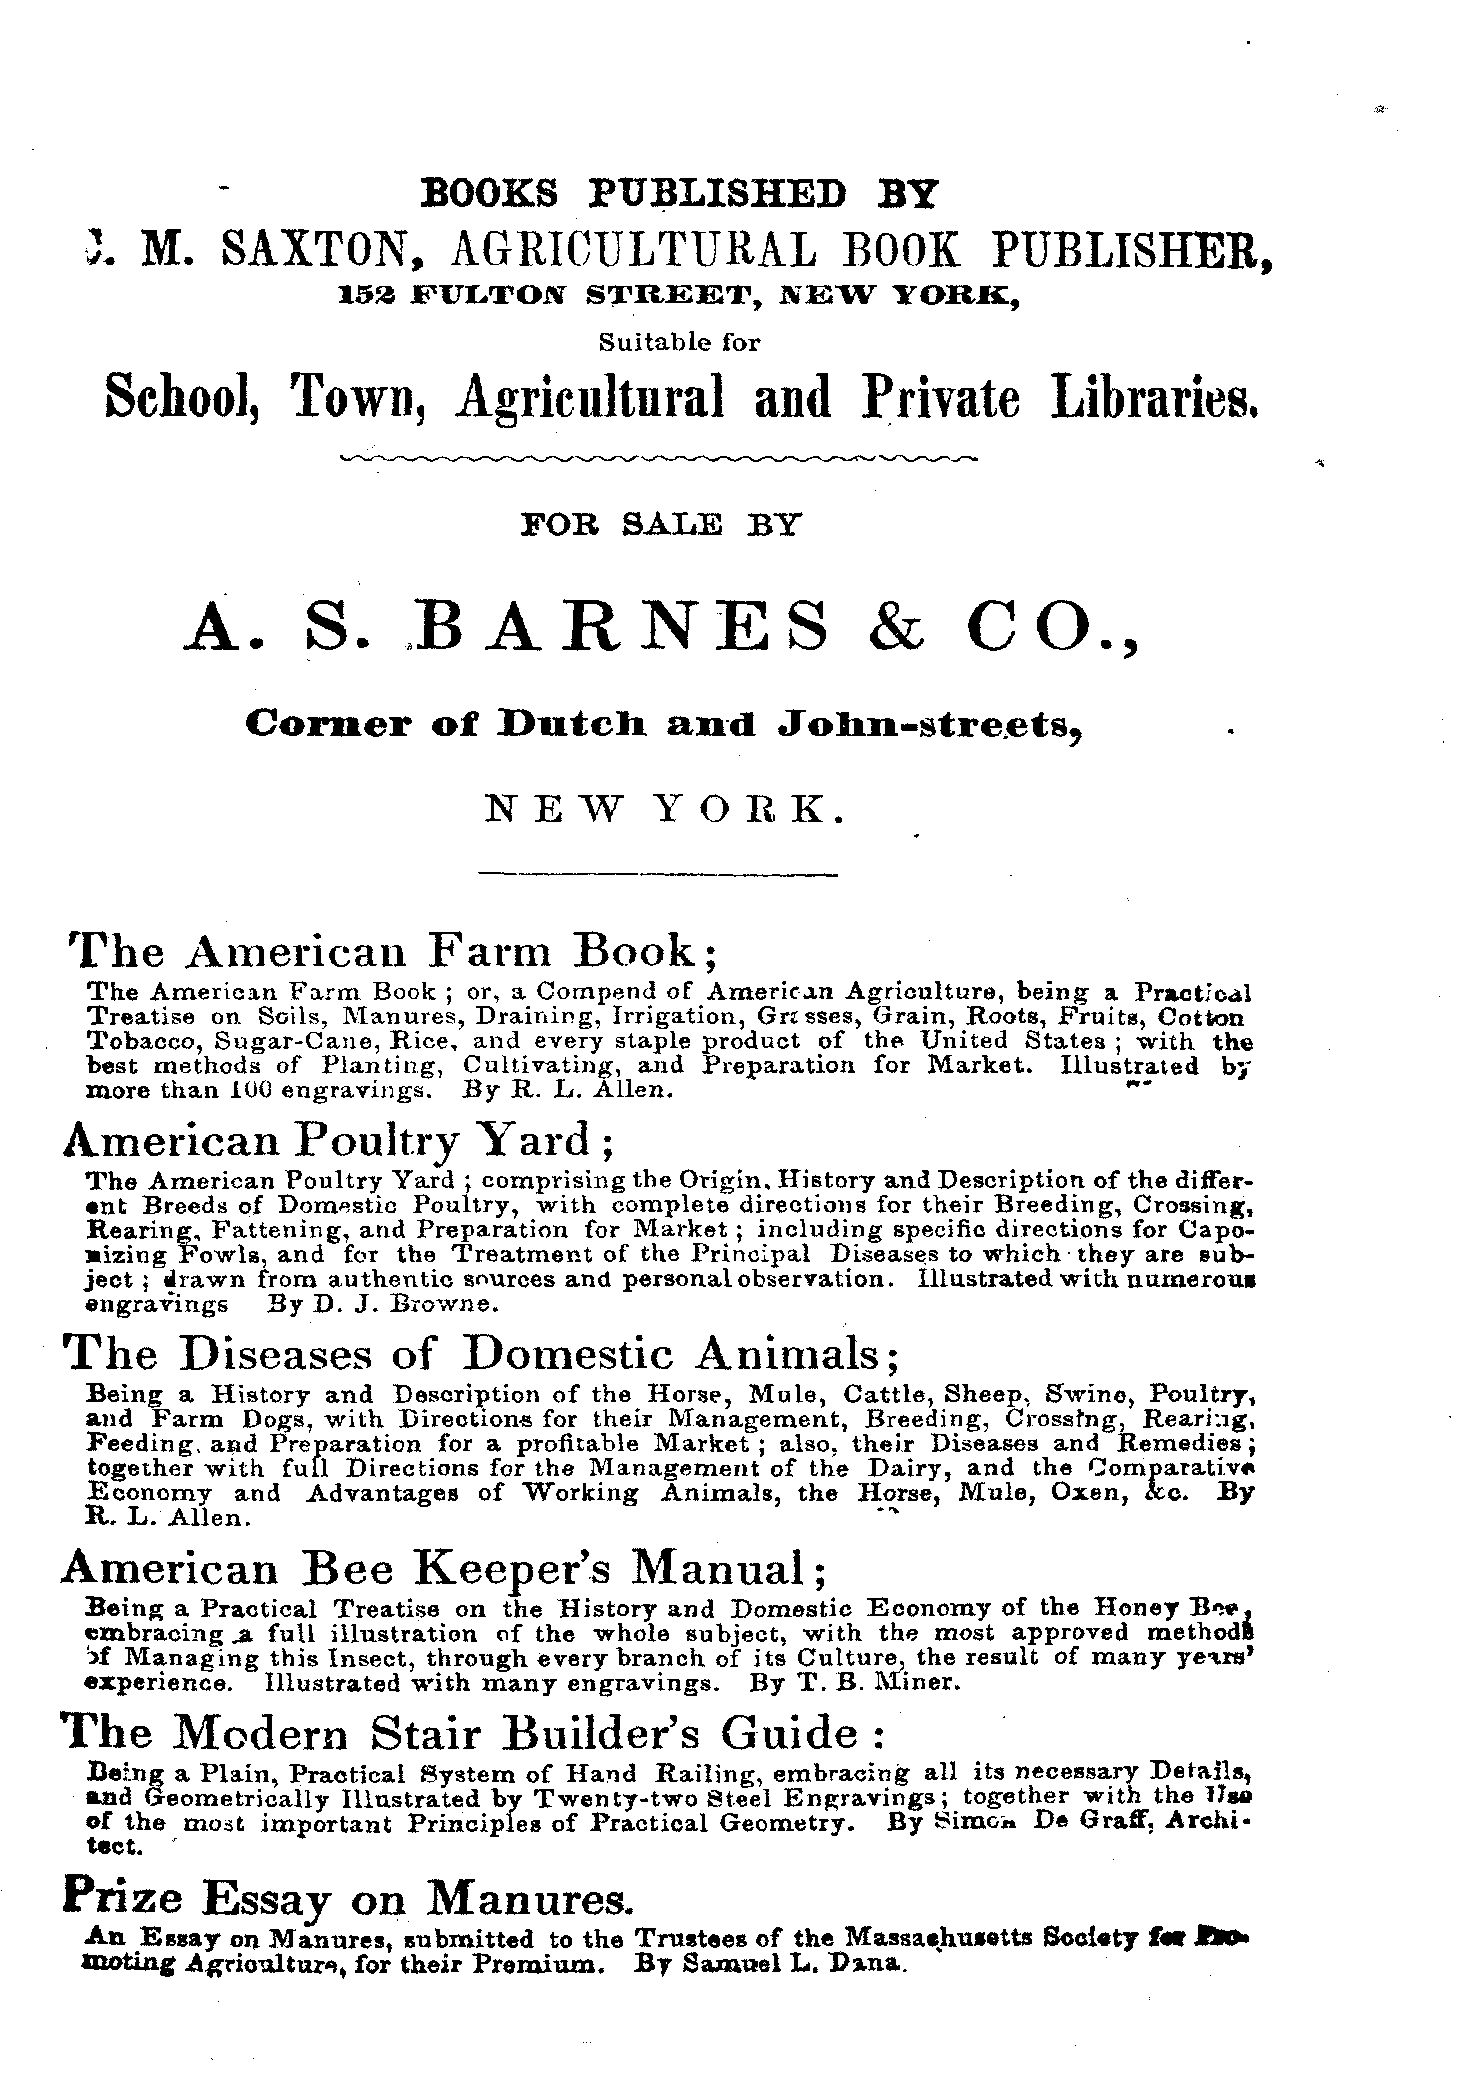 BOOKS PUBLISHED BY
C. M. SAXTON, AGRICULTURAL BOOK PUBLISHER,
152 FULTON STREET, NEW YORK,
Suitable for
School, Town, Agricultural and Private Libraries.
FOR SALE BY
A. S. BARNES & CO.,
Corner of Dutch and John-streets,
NEW YORK.
The American Farm Book;
The American Farm Book; or, a Compend of American Agriculture, being a Practical
Treatise on Soils, Manures, Draining, Irrigation, Grasses, Grain, Roots, Fruits, Cotton
Tobacco, Sugar-Cane, Rice, and every staple product of the United States; with the
best methods of Planting, Cultivating, and Preparation for Market. Illustrated by
more than 100 engravings. By R. L. Allen.
American Poultry Yard;
The American Poultry Yard; comprising the Origin, History and Description of the differ-
ent Breeds of Domestic Poultry, with complete directions for their Breeding, Crossing,
Rearing, Fattening, and Preparation for Market; including specific directions for Capo-
nizing Fowls, and for the Treatment of the Principal Diseases to which they are sub-
ject; drawn from authentic sources and personal observation. Illustrated with numerous
engravings By D. J. Browne.
The Diseases of Domestic Animals;
Being a History and Description of the Horse, Mule, Cattle, Sheep, Swine, Poultry,
and Farm Dogs, with Directions for their Management, Breeding, Crossing, Rearing,
Feeding, and Preparation for a profitable Market; also, their Diseases and Remedies;
together with full Directions for the Management of the Dairy, and the Comparative
Economy and Advantages of Working Animals, the Horse, Mule, Oxen, &c. By
R. L. Allen.
American Bee Keeper's Manual;
Being a Practical Treatise on the History and Domestic Economy of the Honey Bee,
embracing a full illustration of the whole subject, with the most approved methods
of Managing this Insect, through every branch of its Culture, the result of many years'
experience. Illustrated with many engravings. By T. B. Miner.
The Modern Stair Builder's Guide:
Being a Plain, Practical System of Hand Railing, embracing all its necessary Details,
and Geometrically Illustrated by Twenty-two Steel Engravings; together with the Use
of the most important Principles of Practical Geometry. By Simon De Graff, Archi-
tect.
Prize Essay on Manures.
An Essay on Manures, submitted to the Trustees of the Massachusetts Society for Pro-
moting Agriculture, for their Premium. By Samuel L. Dana.